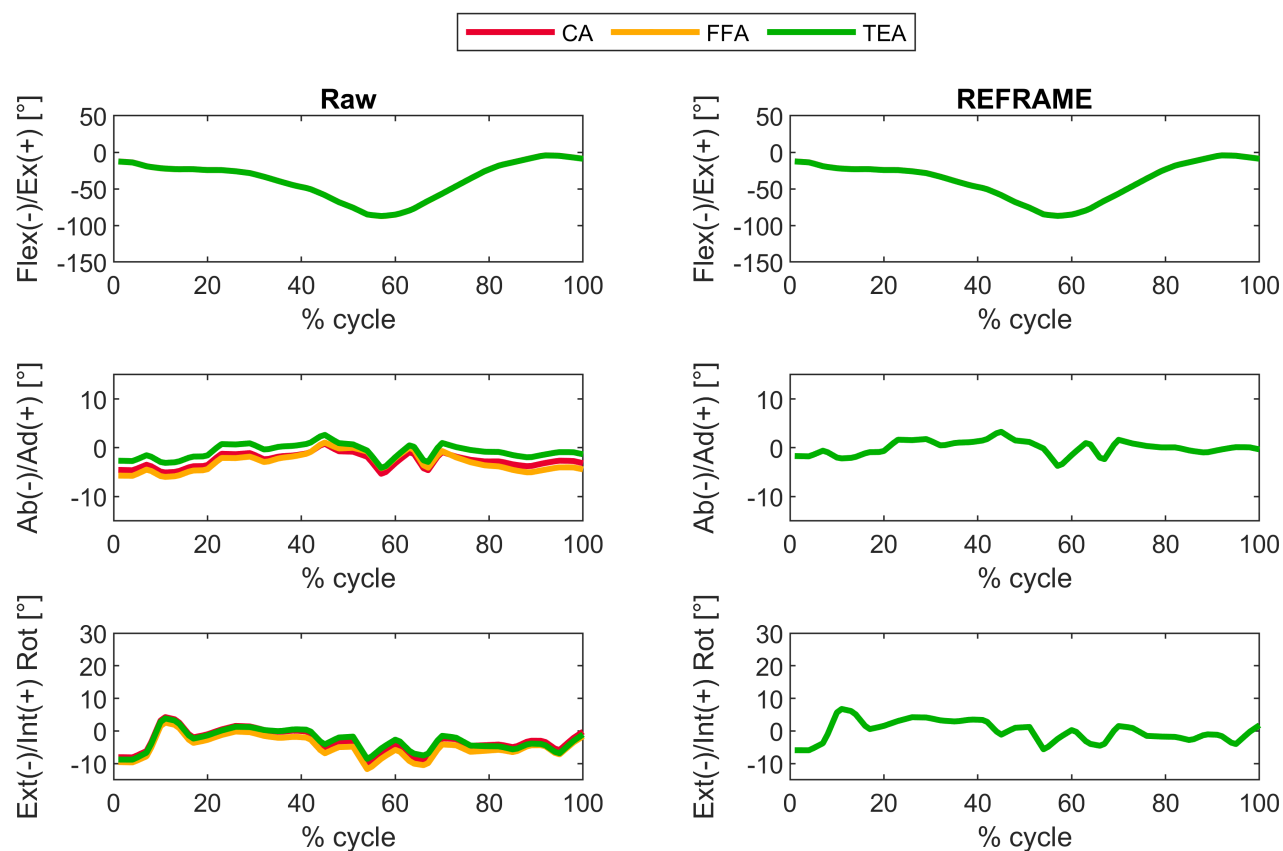 CA FFA TEA
Raw
Flex(-)/Ex(+) [°]
50
0
-50
-100
-150
0 20 40 60 80 100
% cycle
REFRAME
Flex(-)/Ex(+) [°]
50
0
-50
-100
-150
0 20 40 60 80 100
% cycle
Ab(-)/Ad(+) [°]
10
0
-10
0 20 40 60 80 100
% cycle
Ab(-)/Ad(+) [°]
10
0
-10
0 20 40 60 80 100
% cycle
Ext(-)/Int(+) Rot [°]
30
20
10
0
-10
0 20 40 60 80 100
% cycle
Ext(-)/Int(+) Rot [°]
30
20
10
0
-10
0 20 40 60 80 100
% cycle